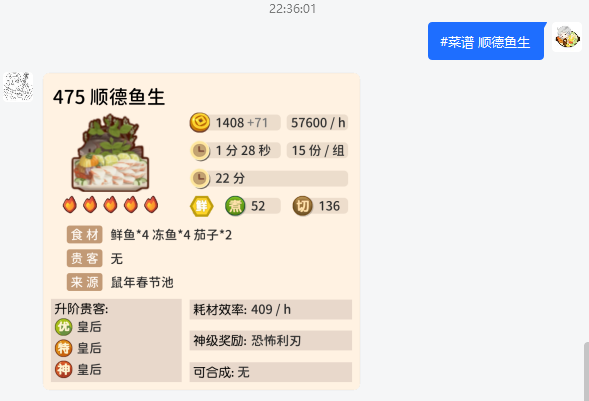 22:36:01
#菜谱 顺德鱼生
475 顺德鱼生
1408 +71 57600 / h
1 分 28 秒 15 份 / 组
22 分
鲜 煮 52 切 136
食材 鲜鱼*4 冻鱼*4 茄子*2
贵客 无
来源 鼠年春节池
升阶贵客:
优 皇后
特 皇后
神 皇后
耗材效率: 409 / h
神级奖励: 恐怖利刃
可合成: 无